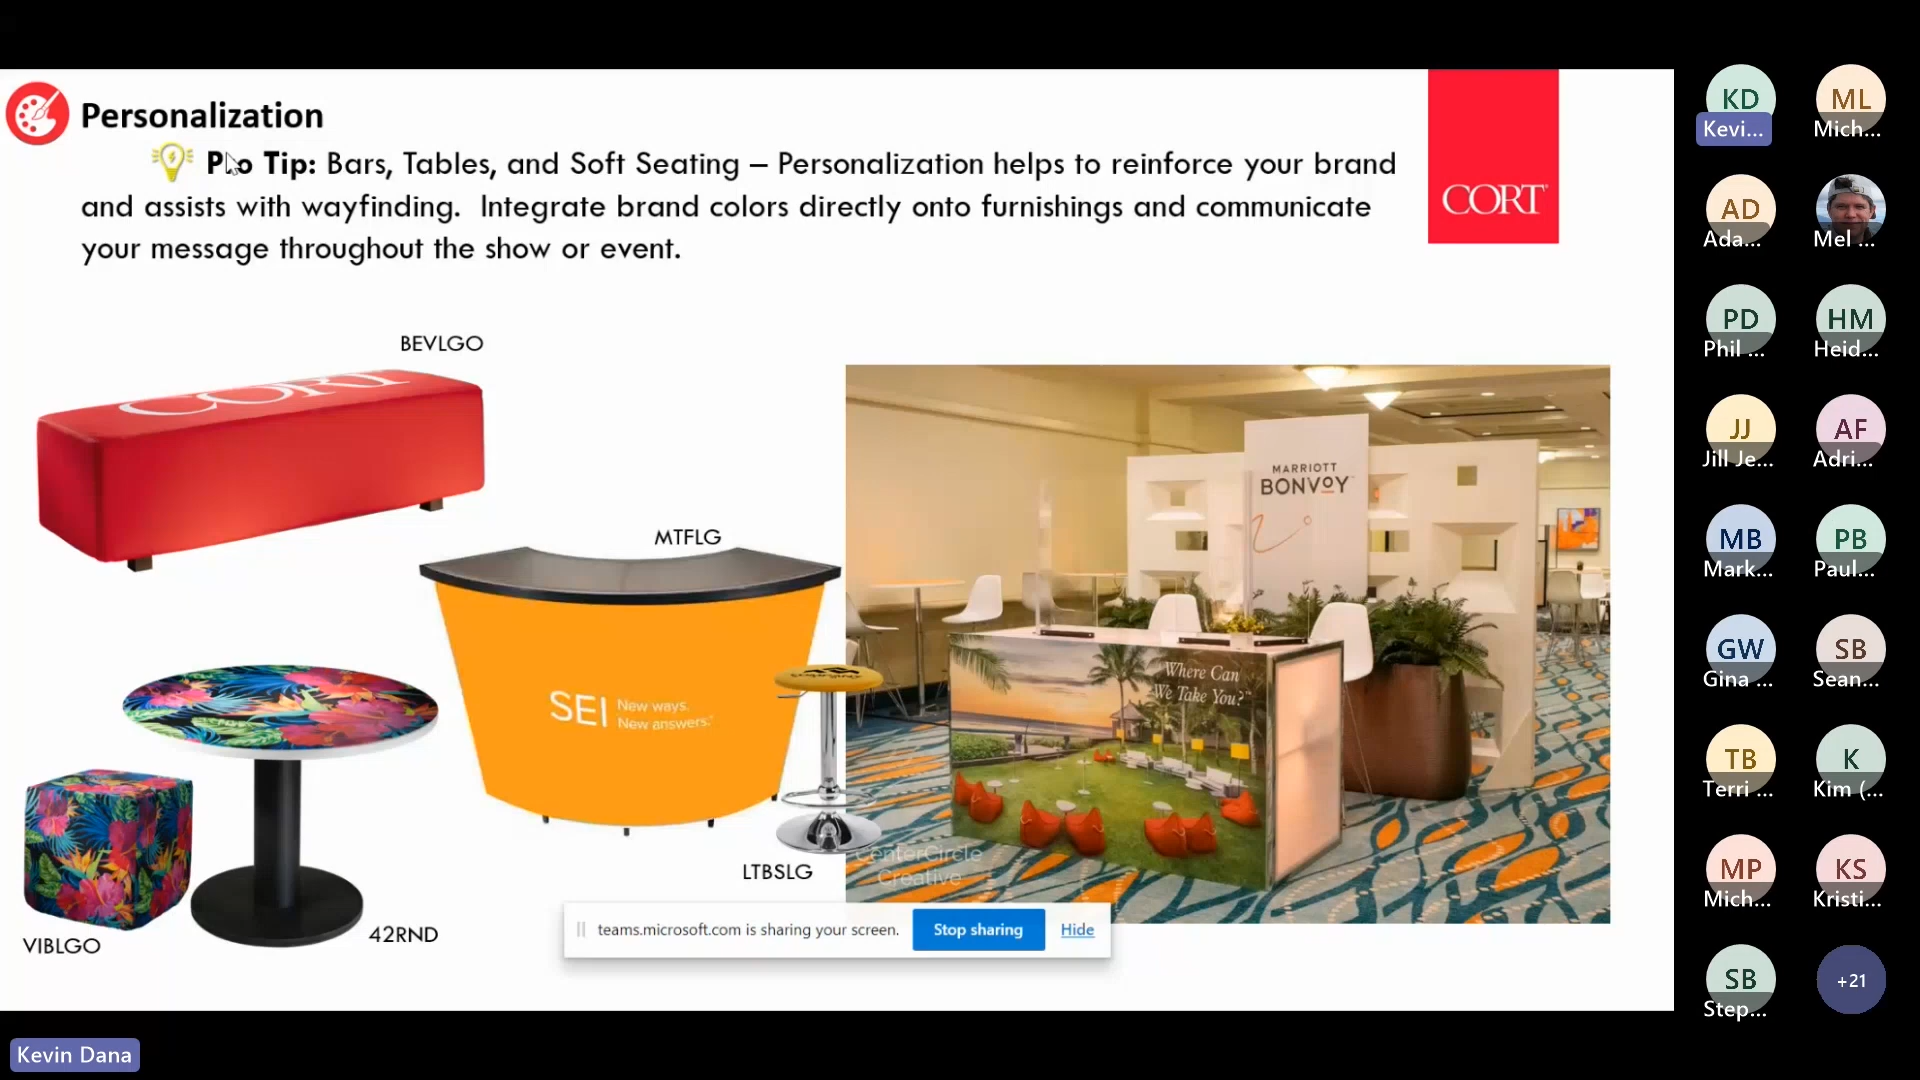 Personalization
Pro Tip: Bars, Tables, and Soft Seating – Personalization helps to reinforce your brand
and assists with wayfinding.  Integrate brand colors directly onto furnishings and communicate
your message throughout the show or event.
CORT
BEVLGO
CORT
MTFLG
SEI New ways.
New answers.
LTBSLG
42RND
VIBLGO
MARRIOTT
BONVOY
Where Can
We Take You?™
CenterCircle
Creative
teams.microsoft.com is sharing your screen.
Stop sharing
Hide
KD
Kevi...
ML
Mich...
AD
Ada...
Mel ...
PD
Phil ...
HM
Heid...
JJ
Jill Je...
AF
Adri...
MB
Mark...
PB
Paul...
GW
Gina ...
SB
Sean...
TB
Terri ...
K
Kim (...
MP
Mich...
KS
Kristi...
SB
Step...
+21
Kevin Dana